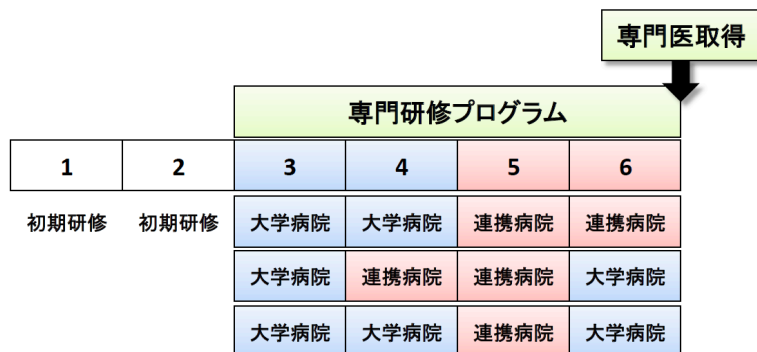 専門医取得
専門研修プログラム
1 2 3 4 5 6
初期研修 初期研修 大学病院 大学病院 連携病院 連携病院
大学病院 連携病院 連携病院 大学病院
大学病院 大学病院 連携病院 大学病院